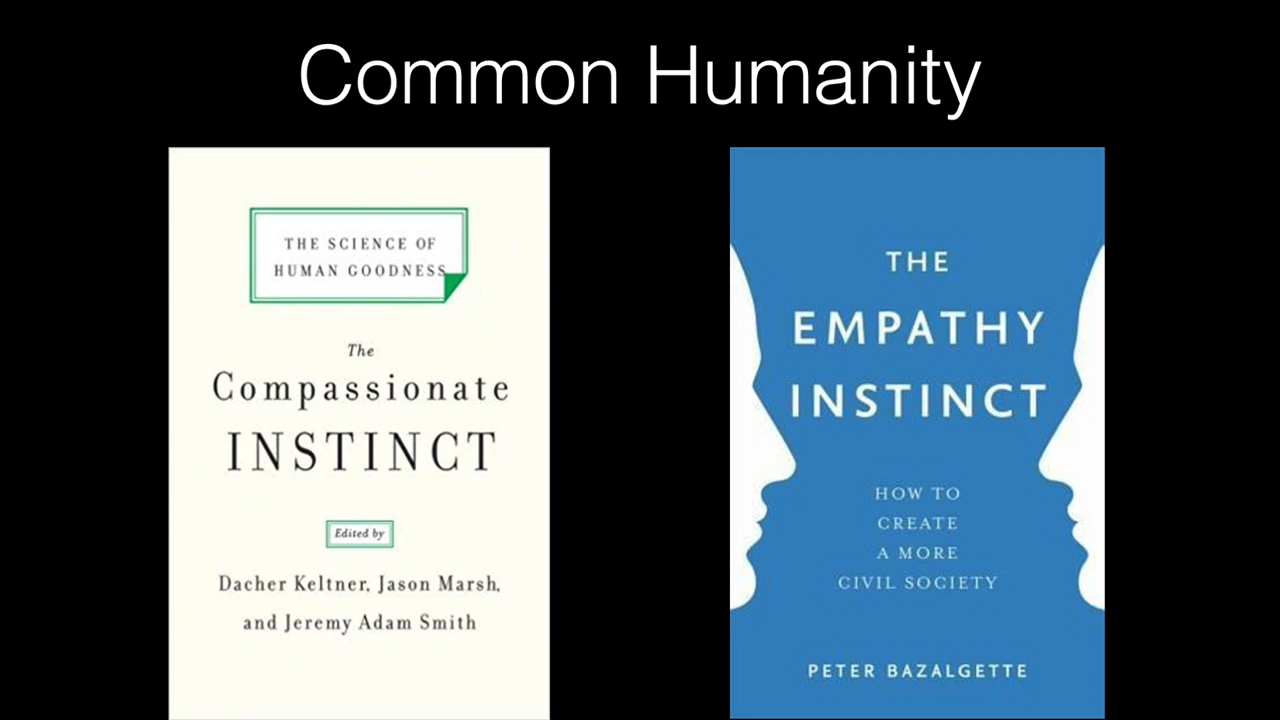 Common Humanity
THE SCIENCE OF
HUMAN GOODNESS
The
Compassionate
INSTINCT
Edited by
Dacher Keltner, Jason Marsh,
and Jeremy Adam Smith
THE
EMPATHY
INSTINCT
HOW TO
CREATE
A MORE
CIVIL SOCIETY
PETER BAZALGETTE